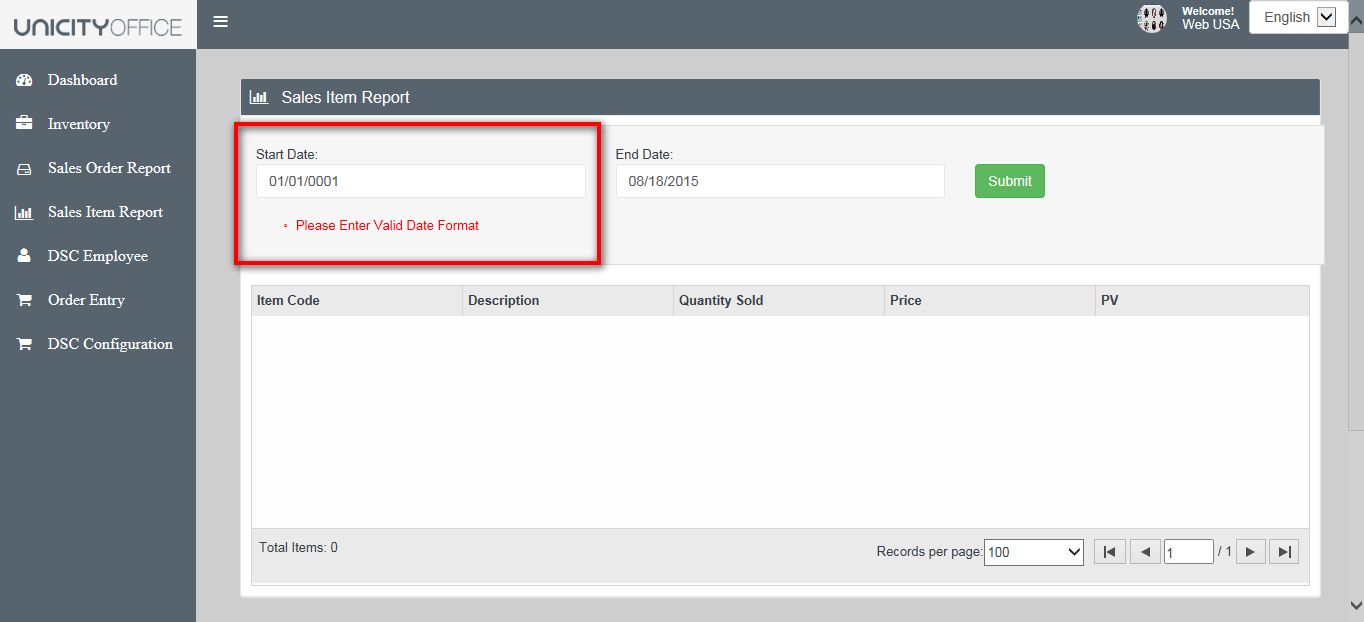 UNICITYOFFICE
Welcome!
Web USA
English
Dashboard
Inventory
Sales Order Report
Sales Item Report
DSC Employee
Order Entry
DSC Configuration
Sales Item Report
Start Date:
End Date:
01/01/0001
08/18/2015
Submit
Please Enter Valid Date Format
Item Code Description Quantity Sold Price PV
Total Items: 0
Records per page: 100 1 / 1